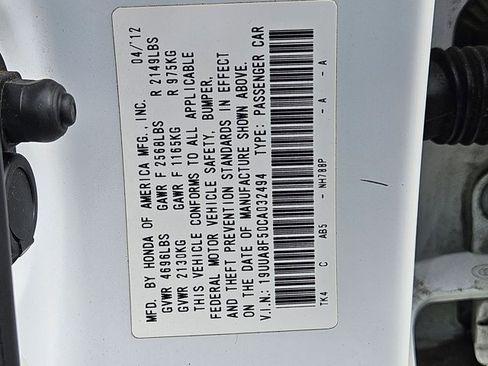 MFD. BY HONDA OF AMERICA MFG., INC. 04/12
GVWR 4696LBS GAWR F 2568LBS R 2149LBS
GVWR 2130KG GAWR F 1165KG R 975KG
THIS VEHICLE CONFORMS TO ALL APPLICABLE
FEDERAL MOTOR VEHICLE SAFETY, BUMPER,
AND THEFT PREVENTION STANDARDS IN EFFECT
ON THE DATE OF MANUFACTURE SHOWN ABOVE.
V.I.N.: 19UUA8F50CA032494 TYPE: PASSENGER CAR
TK4 C AB5 - NH788P - A - A